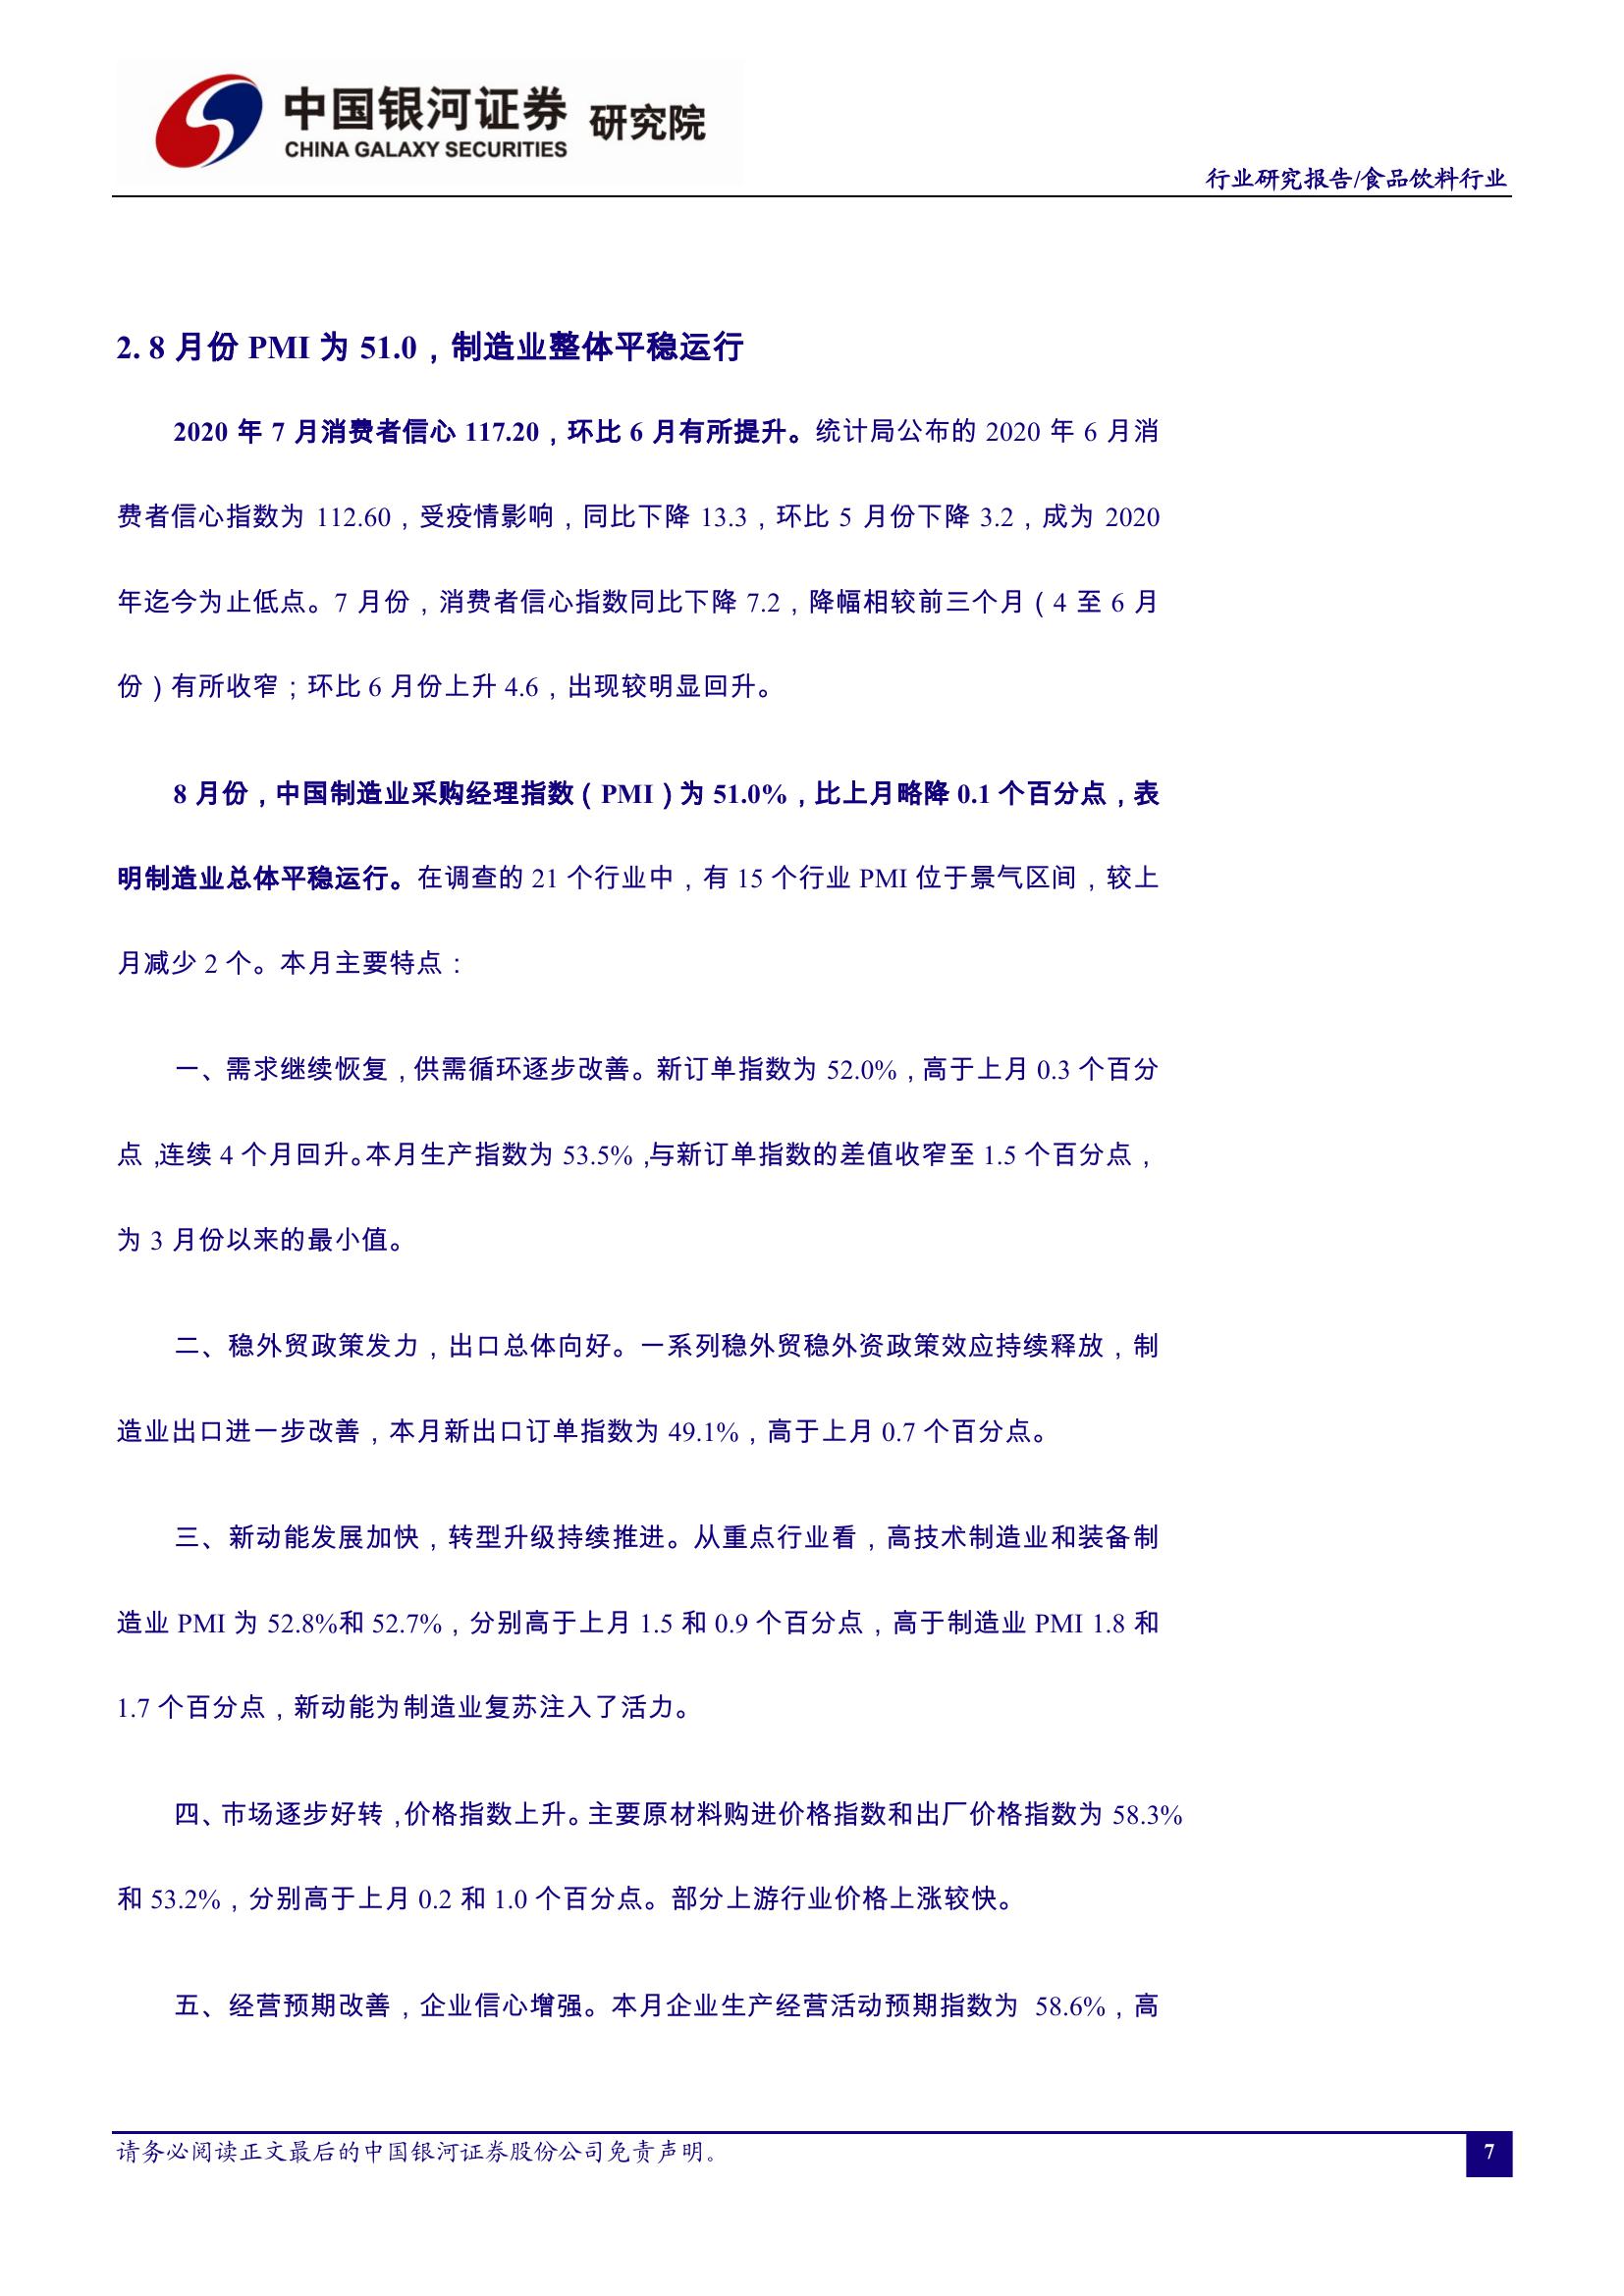 中国银河证券 研究院
CHINA GALAXY SECURITIES
行业研究报告/食品饮料行业
2. 8 月份 PMI 为 51.0，制造业整体平稳运行
2020 年 7 月消费者信心 117.20，环比 6 月有所提升。统计局公布的 2020 年 6 月消
费者信心指数为 112.60，受疫情影响，同比下降 13.3，环比 5 月份下降 3.2，成为 2020
年迄今为止低点。7 月份，消费者信心指数同比下降 7.2，降幅相较前三个月（4 至 6 月
份）有所收窄；环比 6 月份上升 4.6，出现较明显回升。
8 月份，中国制造业采购经理指数（PMI）为 51.0%，比上月略降 0.1 个百分点，表
明制造业总体平稳运行。在调查的 21 个行业中，有 15 个行业 PMI 位于景气区间，较上
月减少 2 个。本月主要特点：
一、需求继续恢复，供需循环逐步改善。新订单指数为 52.0%，高于上月 0.3 个百分
点，连续 4 个月回升。本月生产指数为 53.5%，与新订单指数的差值收窄至 1.5 个百分点，
为 3 月份以来的最小值。
二、稳外贸政策发力，出口总体向好。一系列稳外贸稳外资政策效应持续释放，制
造业出口进一步改善，本月新出口订单指数为 49.1%，高于上月 0.7 个百分点。
三、新动能发展加快，转型升级持续推进。从重点行业看，高技术制造业和装备制
造业 PMI 为 52.8%和 52.7%，分别高于上月 1.5 和 0.9 个百分点，高于制造业 PMI 1.8 和
1.7 个百分点，新动能为制造业复苏注入了活力。
四、市场逐步好转，价格指数上升。主要原材料购进价格指数和出厂价格指数为 58.3%
和 53.2%，分别高于上月 0.2 和 1.0 个百分点。部分上游行业价格上涨较快。
五、经营预期改善，企业信心增强。本月企业生产经营活动预期指数为 58.6%，高
请务必阅读正文最后的中国银河证券股份公司免责声明。
7